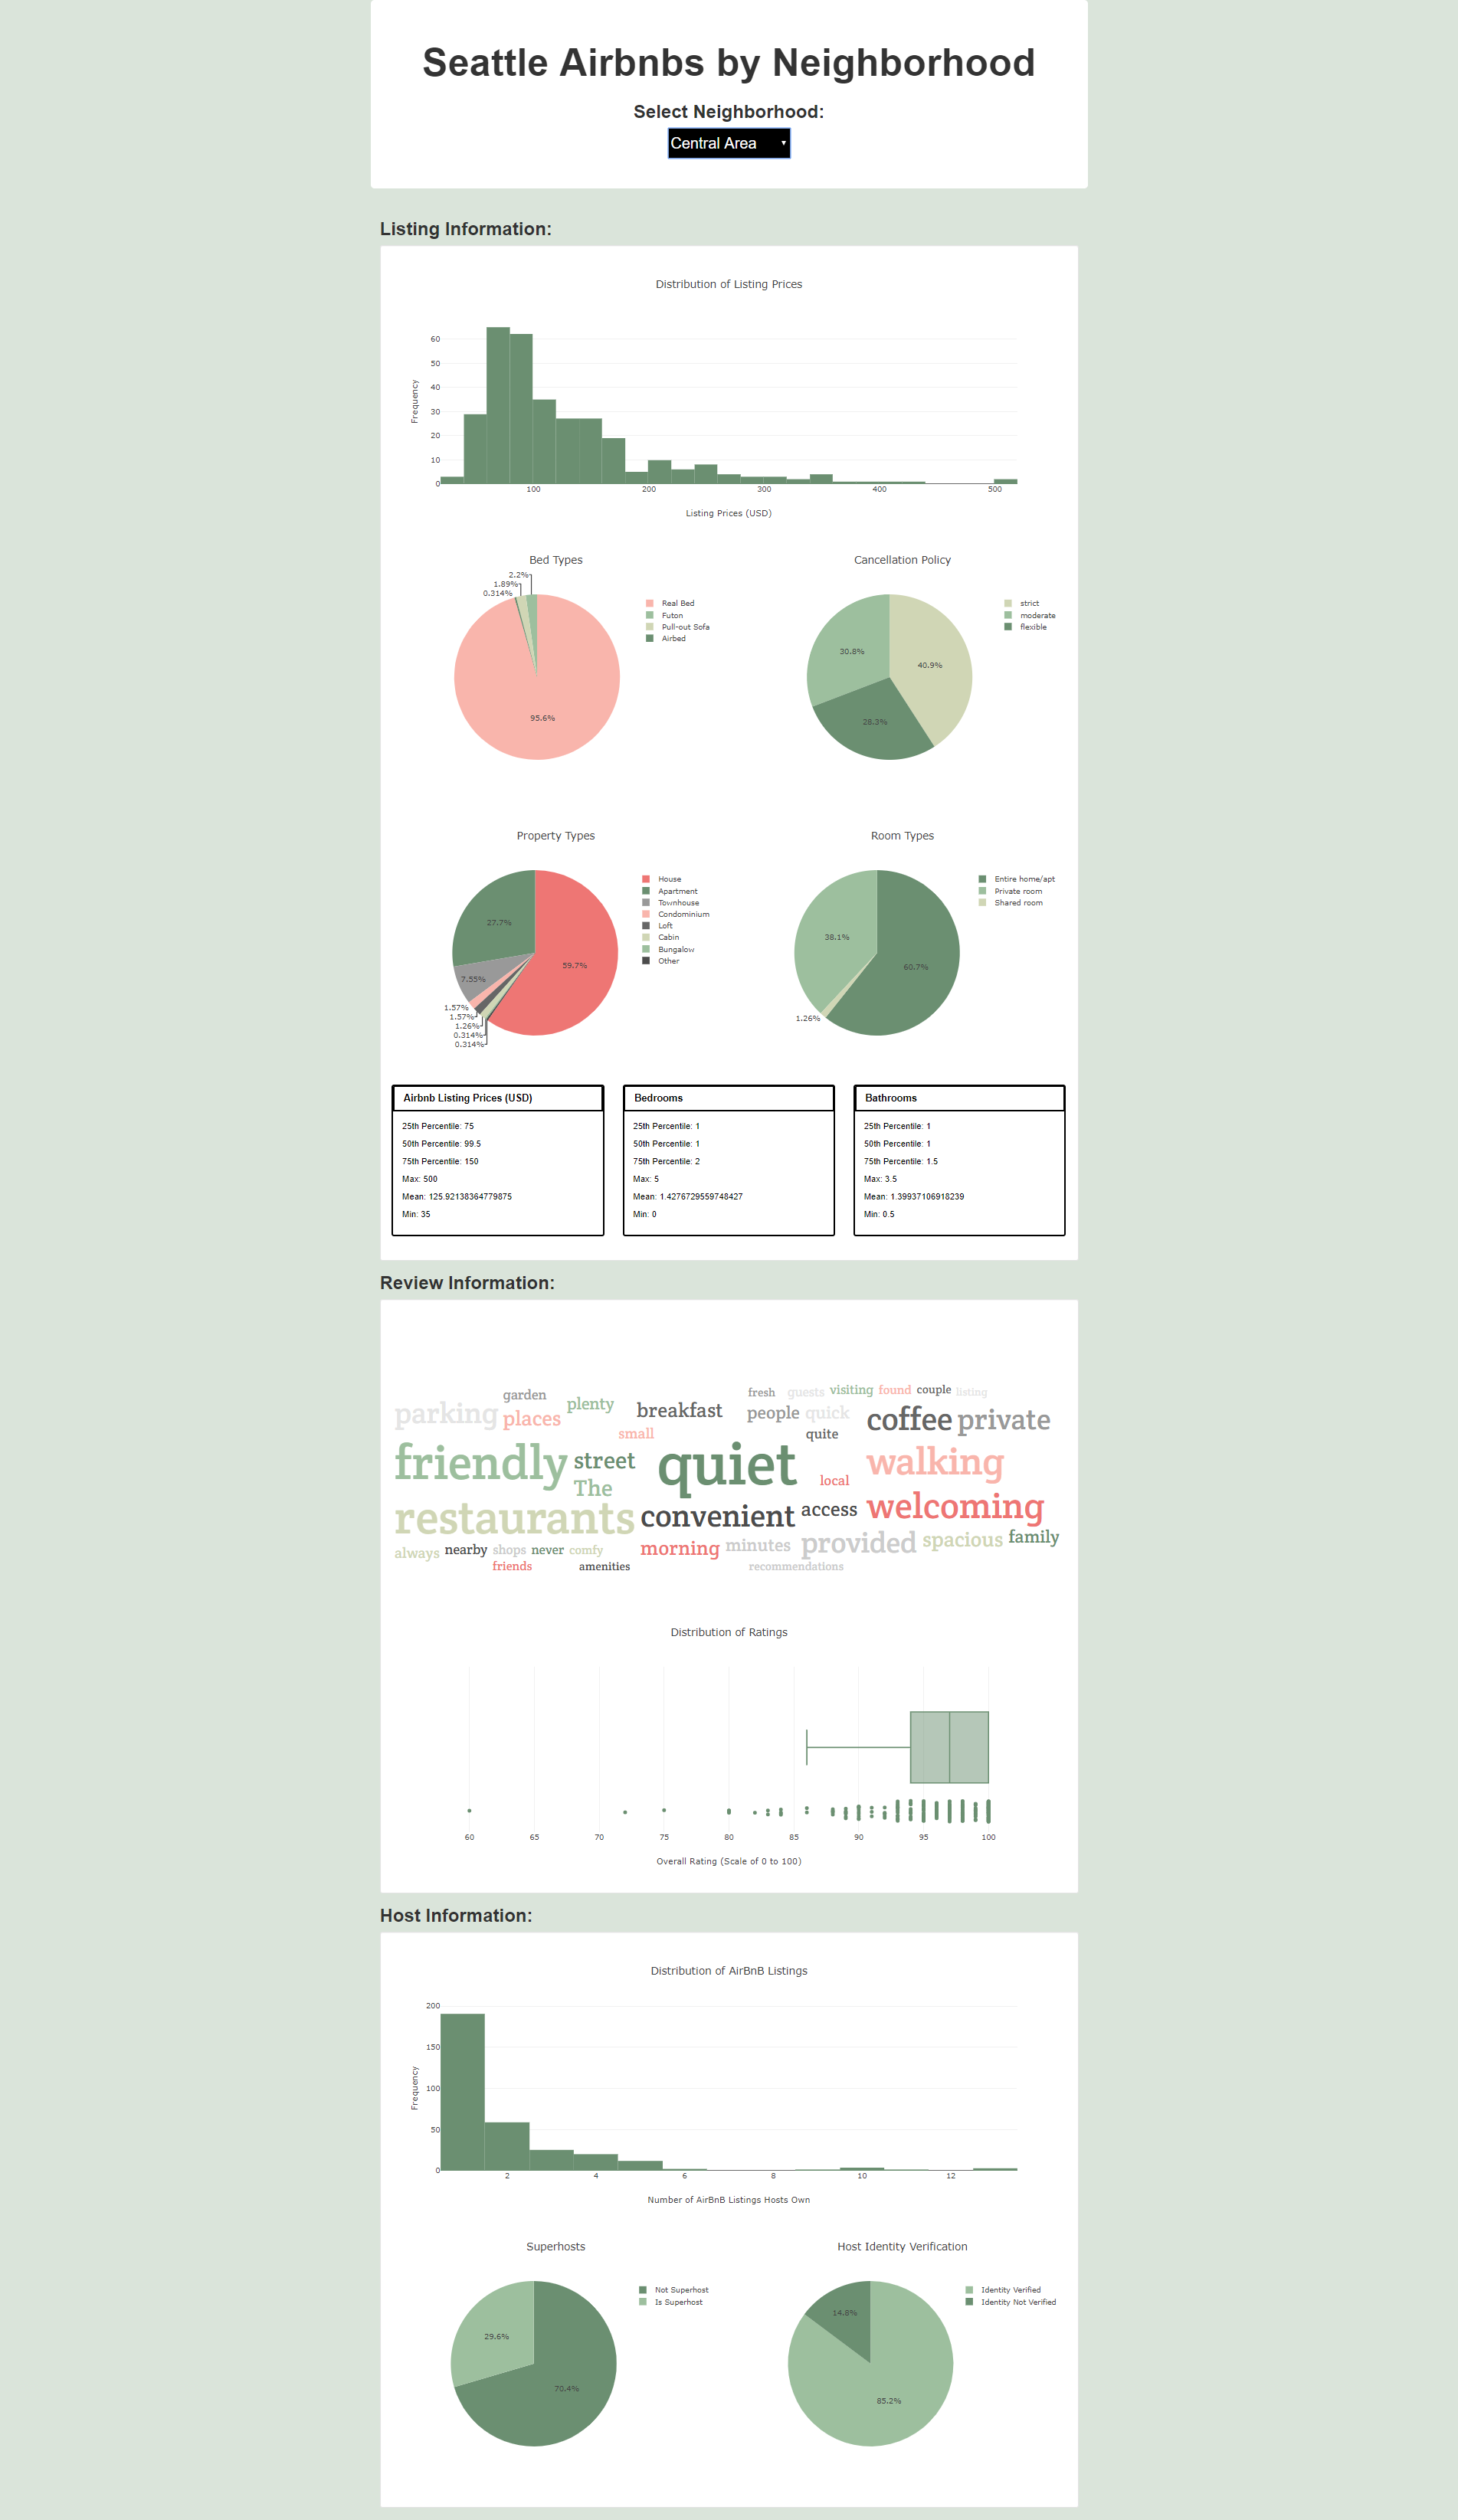 Seattle Airbnbs by Neighborhood
Select Neighborhood:
Central Area
Listing Information:
Distribution of Listing Prices
Frequency
60
50
40
30
20
10
0
100 200 300 400 500
Listing Prices (USD)
Bed Types
2.2%
1.89%
0.314%
95.6%
Real Bed
Futon
Pull-out Sofa
Airbed
Cancellation Policy
30.8%
40.9%
28.3%
strict
moderate
flexible
Property Types
27.7%
59.7%
7.55%
1.57%
1.57%
1.26%
0.314%
0.314%
House
Apartment
Townhouse
Condominium
Loft
Cabin
Bungalow
Other
Room Types
38.1%
60.7%
1.26%
Entire home/apt
Private room
Shared room
Airbnb Listing Prices (USD)
25th Percentile: 75
50th Percentile: 99.5
75th Percentile: 150
Max: 500
Mean: 125.92138364779875
Min: 35
Bedrooms
25th Percentile: 1
50th Percentile: 1
75th Percentile: 2
Max: 5
Mean: 1.4276729559748427
Min: 0
Bathrooms
25th Percentile: 1
50th Percentile: 1
75th Percentile: 1.5
Max: 3.5
Mean: 1.39937106918239
Min: 0.5
Review Information:
garden plenty fresh guests visiting found couple listing
parking places breakfast people quick coffee private
small quite
friendly street quiet local walking
The
restaurants convenient access welcoming
always nearby shops never comfy morning minutes provided spacious family
friends amenities recommendations
Distribution of Ratings
60 65 70 75 80 85 90 95 100
Overall Rating (Scale of 0 to 100)
Host Information:
Distribution of AirBnB Listings
Frequency
200
150
100
50
0
2 4 6 8 10 12
Number of AirBnB Listings Hosts Own
Superhosts
29.6%
70.4%
Not Superhost
Is Superhost
Host Identity Verification
14.8%
85.2%
Identity Verified
Identity Not Verified